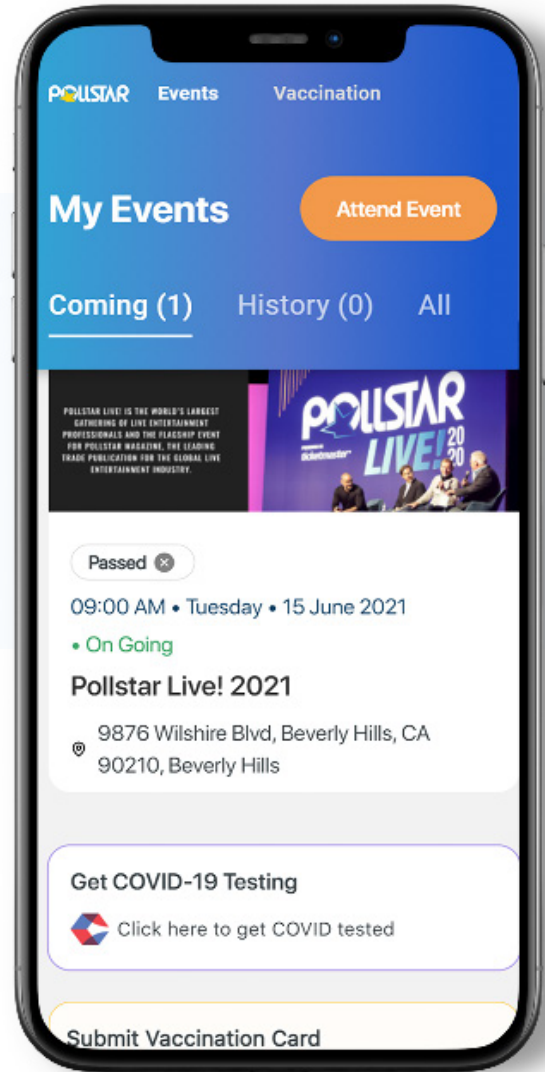 POLLSTAR Events Vaccination
My Events
Attend Event
Coming (1) History (0) All
POLLSTAR LIVE! IS THE WORLD'S LARGEST
GATHERING OF LIVE ENTERTAINMENT
PROFESSIONALS AND THE FLAGSHIP EVENT
FOR POLLSTAR MAGAZINE, THE LEADING
TRADE PUBLICATION FOR THE GLOBAL LIVE
ENTERTAINMENT INDUSTRY.
POLLSTAR
LIVE! 20
20
ticketmaster
Passed
09:00 AM • Tuesday • 15 June 2021
• On Going
Pollstar Live! 2021
9876 Wilshire Blvd, Beverly Hills, CA
90210, Beverly Hills
Get COVID-19 Testing
Click here to get COVID tested
Submit Vaccination Card